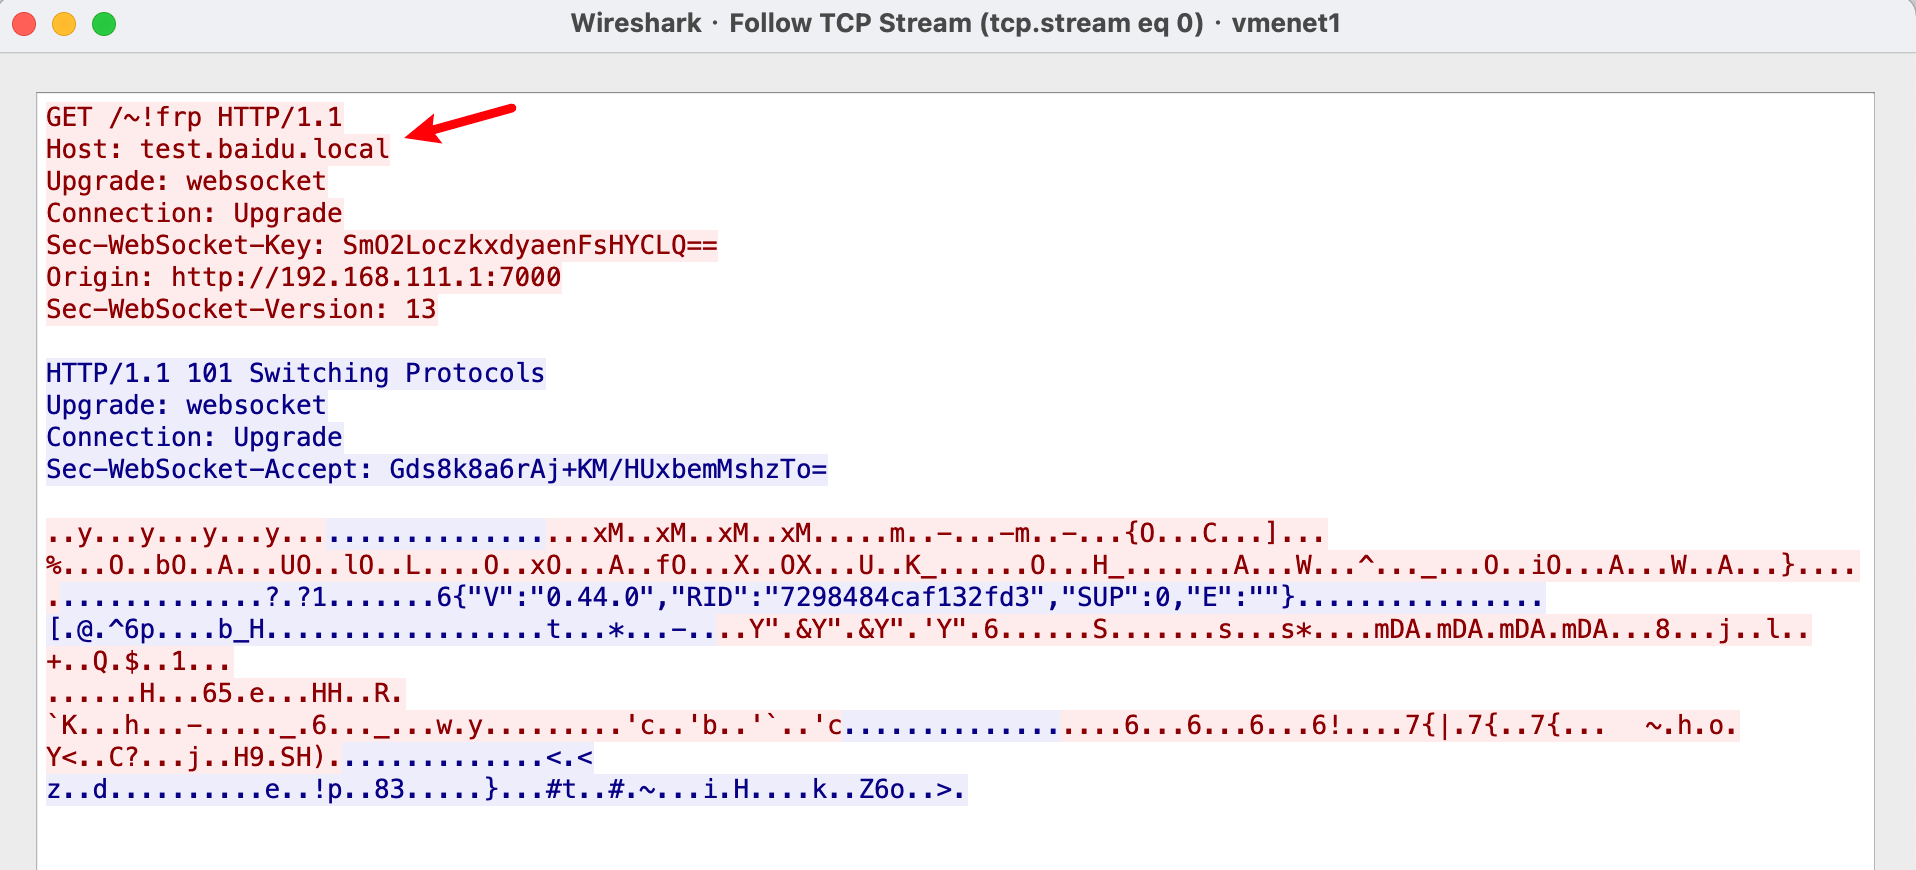 Wireshark · Follow TCP Stream (tcp.stream eq 0) · vmenet1
GET /~!frp HTTP/1.1
Host: test.baidu.local
Upgrade: websocket
Connection: Upgrade
Sec-WebSocket-Key: SmO2LoczkxdyaenFsHYCLQ==
Origin: http://192.168.111.1:7000
Sec-WebSocket-Version: 13
HTTP/1.1 101 Switching Protocols
Upgrade: websocket
Connection: Upgrade
Sec-WebSocket-Accept: Gds8k8a6rAj+KM/HUxbemMshzTo=
..y...y...y...y....................xM..xM..xM..xM.....m..-...-m..-...{O...C...]...
%...O..bO..A...UO..lO..L....O..xO...A..fO...X..OX...U..K_......O...H_.......A...W...^..._...O..iO...A...W..A...}....
..............?.?1.......6{"V":"0.44.0","RID":"7298484caf132fd3","SUP":0,"E":""}................
[.@.^6p....b_H..................t...*...-....Y".&Y".&Y".'Y".6......S.......s...s*....mDA.mDA.mDA.mDA...8...j..l..
+..Q.$..1...
......H...65.e...HH..R.
`K...h...-....._.6..._...w.y.........'c..'b..'`..'c..................6...6...6...6!....7{|.7{..7{...   ~.h.o.
Y<..C?...j..H9.SH)..............<.<
z..d..........e..!p..83.....}...#t..#.~...i.H....k..Z6o..>.